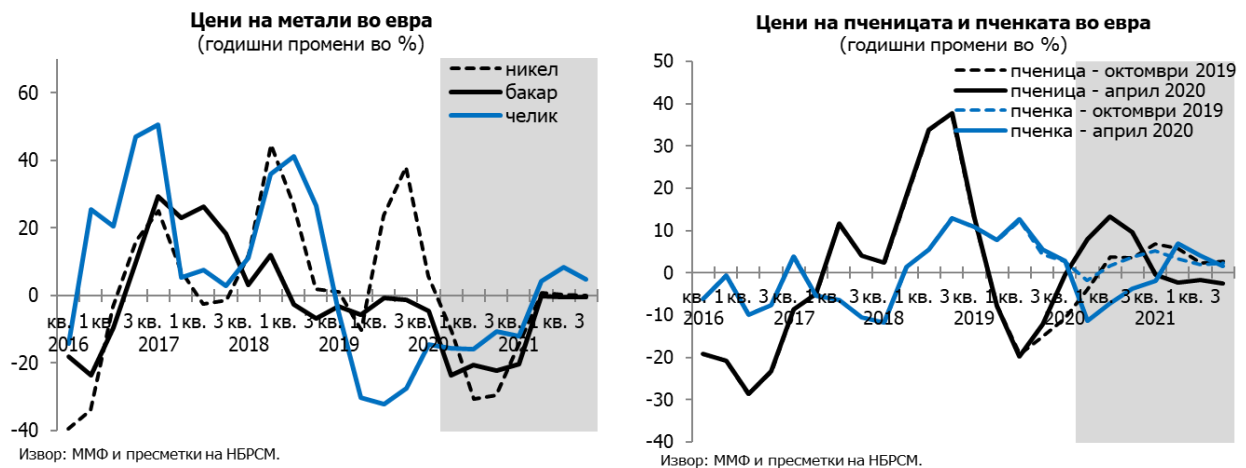 Цени на метали во евра
(годишни промени во %)
никел
бакар
челик
60
40
20
0
-20
-40
кв. 1 кв. 3 кв. 1 кв. 3 кв. 1 кв. 3 кв. 1 кв. 3 кв. 1 кв. 3 кв. 1 кв. 3
2016 2017 2018 2019 2020 2021
Извор: ММФ и пресметки на НБРСМ.
Цени на пченицата и пченката во евра
(годишни промени во %)
пченица - октомври 2019
пченица - април 2020
пченка - октомври 2019
пченка - април 2020
50
40
30
20
10
0
-10
-20
-30
-40
кв. 1 кв. 3 кв. 1 кв. 3 кв. 1 кв. 3 кв. 1 кв. 3 кв. 1 кв. 3 кв. 1 кв. 3
2016 2017 2018 2019 2020 2021
Извор: ММФ и пресметки на НБРСМ.